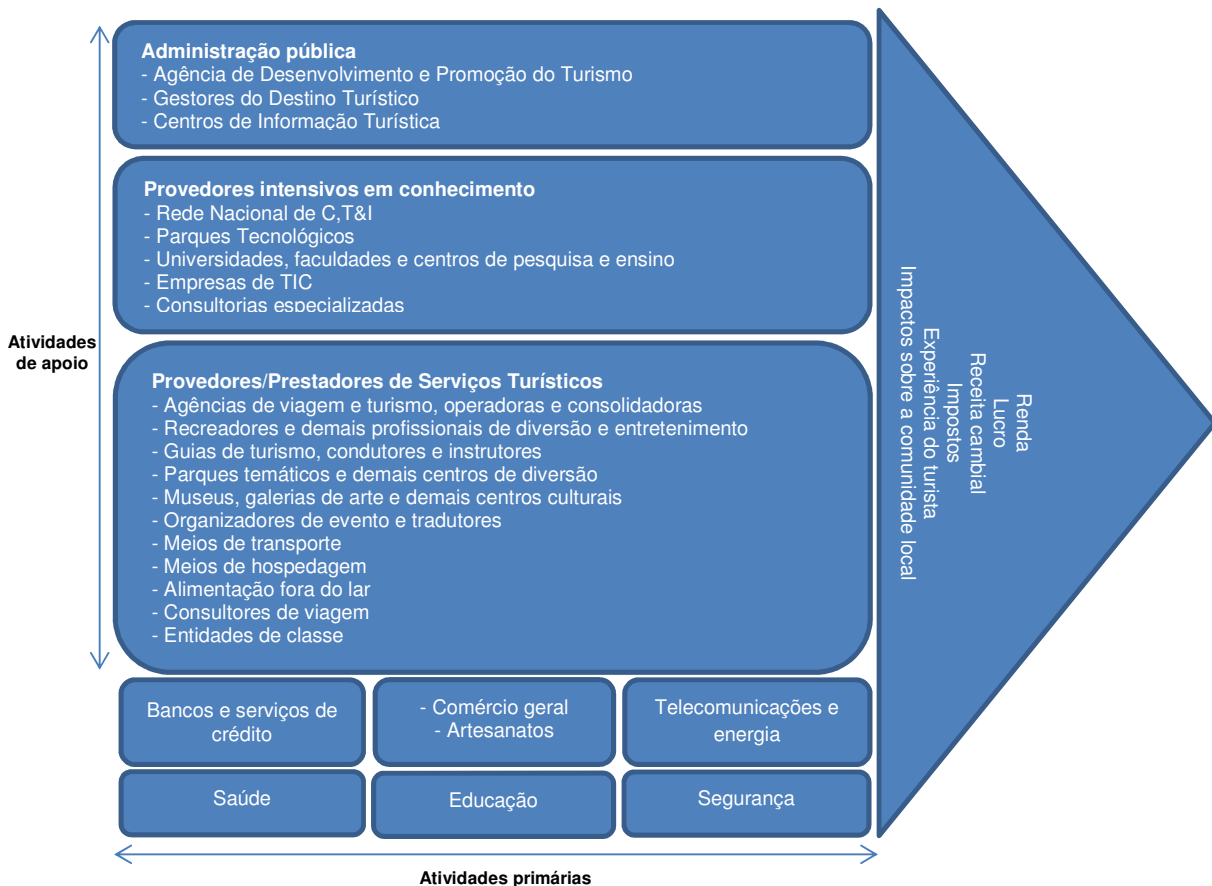 Administração pública
- Agência de Desenvolvimento e Promoção do Turismo
- Gestores do Destino Turístico
- Centros de Informação Turística
Provedores intensivos em conhecimento
- Rede Nacional de C,T&I
- Parques Tecnológicos
- Universidades, faculdades e centros de pesquisa e ensino
- Empresas de TIC
- Consultorias especializadas
Atividades
de apoio
Provedores/Prestadores de Serviços Turísticos
- Agências de viagem e turismo, operadoras e consolidadoras
- Recreadores e demais profissionais de diversão e entretenimento
- Guias de turismo, condutores e instrutores
- Parques temáticos e demais centros de diversão
- Museus, galerias de arte e demais centros culturais
- Organizadores de evento e tradutores
- Meios de transporte
- Meios de hospedagem
- Alimentação fora do lar
- Consultores de viagem
- Entidades de classe
Bancos e serviços de
crédito
- Comércio geral
- Artesanatos
Telecomunicações e
energia
Saúde
Educação
Segurança
Atividades primárias
Renda
Lucro
Receita cambial
Impostos
Experiência do turista
Impactos sobre a comunidade local